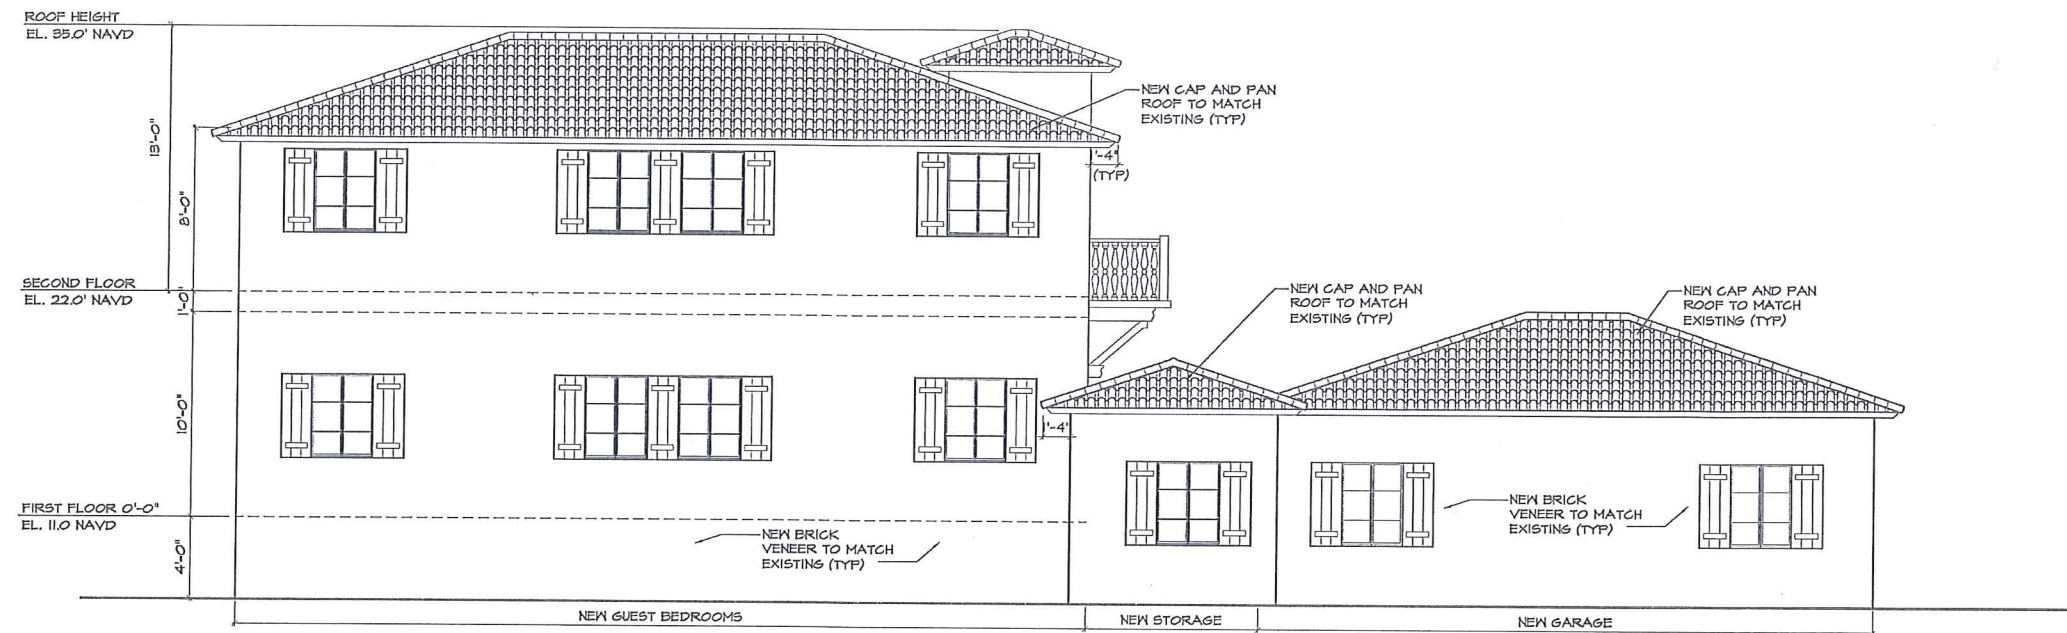 ROOF HEIGHT
EL. 35.0' NAVD
13'-0"
8'-0"
NEW CAP AND PAN
ROOF TO MATCH
EXISTING (TYP)
1'-4"
(TYP)
SECOND FLOOR
EL. 22.0' NAVD
1'-0"
10'-0"
NEW CAP AND PAN
ROOF TO MATCH
EXISTING (TYP)
NEW CAP AND PAN
ROOF TO MATCH
EXISTING (TYP)
1'-4"
FIRST FLOOR 0'-0"
EL. 11.0 NAVD
4'-0"
NEW BRICK
VENEER TO MATCH
EXISTING (TYP)
NEW BRICK
VENEER TO MATCH
EXISTING (TYP)
NEW GUEST BEDROOMS
NEW STORAGE
NEW GARAGE